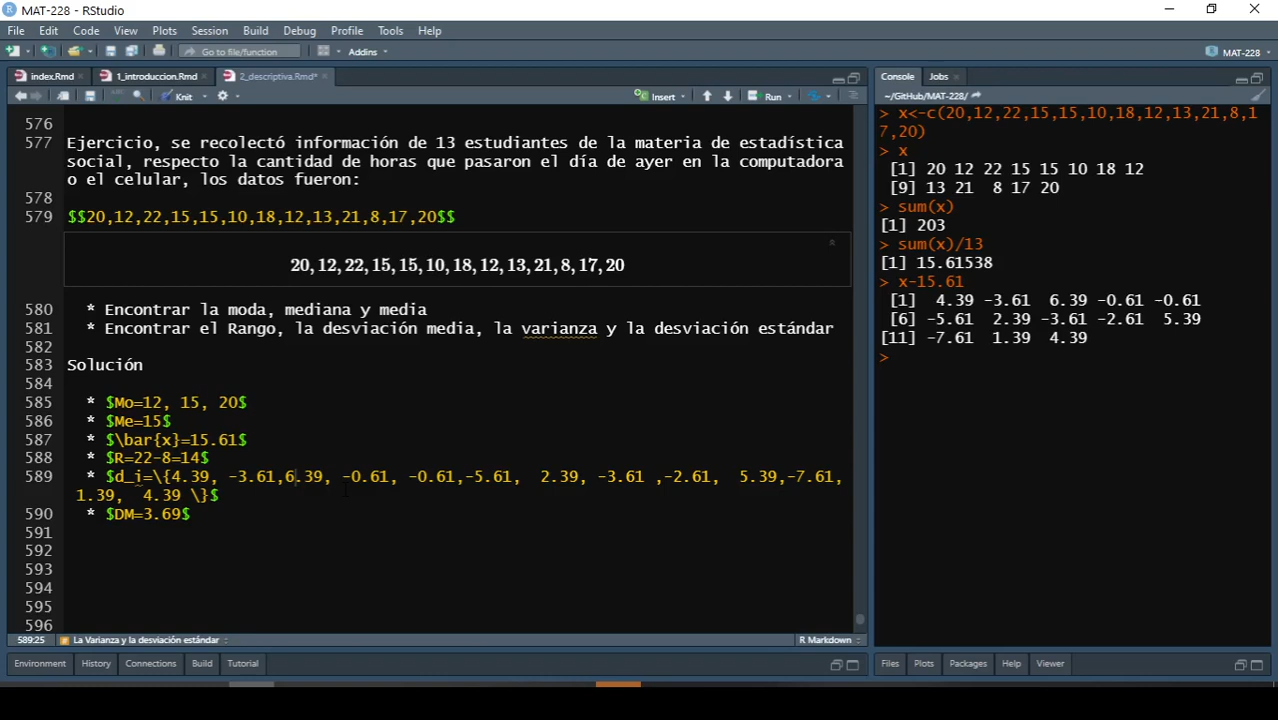 MAT-228 - RStudio
File Edit Code View Plots Session Build Debug Profile Tools Help
Go to file/function Addins MAT-228
index.Rmd 1_introduccion.Rmd 2_descriptiva.Rmd*
Knit Insert Run
576
577 Ejercicio, se recolectó información de 13 estudiantes de la materia de estadística
social, respecto la cantidad de horas que pasaron el día de ayer en la computadora
o el celular, los datos fueron:
578
579 $$20,12,22,15,15,10,18,12,13,21,8,17,20$$
20, 12, 22, 15, 15, 10, 18, 12, 13, 21, 8, 17, 20
580 * Encontrar la moda, mediana y media
581 * Encontrar el Rango, la desviación media, la varianza y la desviación estándar
582
583 Solución
584
585 * $Mo=12, 15, 20$
586 * $Me=15$
587 * $\bar{x}=15.61$
588 * $R=22-8=14$
589 * $d_i=\{4.39, -3.61,6.39, -0.61, -0.61,-5.61, 2.39, -3.61 ,-2.61, 5.39,-7.61,
1.39, 4.39 \}$
590 * $DM=3.69$
591
592
593
594
595
596
589:25 La Varianza y la desviación estándar R Markdown
Environment History Connections Build Tutorial
Console Jobs
~/GitHub/MAT-228/
> x<-c(20,12,22,15,15,10,18,12,13,21,8,1
7,20)
> x
[1] 20 12 22 15 15 10 18 12
[9] 13 21 8 17 20
> sum(x)
[1] 203
> sum(x)/13
[1] 15.61538
> x-15.61
[1] 4.39 -3.61 6.39 -0.61 -0.61
[6] -5.61 2.39 -3.61 -2.61 5.39
[11] -7.61 1.39 4.39
>
Files Plots Packages Help Viewer